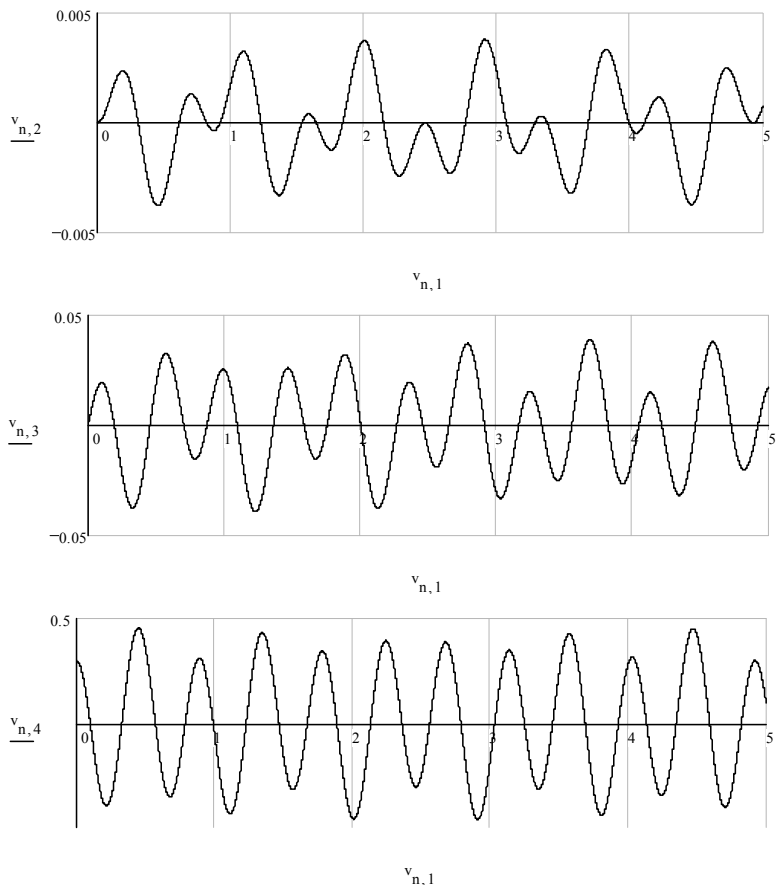 0.005
v n, 2
0 1 2 3 4 5
−0.005
v n, 1
0.05
v n, 3
0 1 2 3 4 5
−0.05
v n, 1
0.5
v n, 4
0 1 2 3 4 5
v n, 1